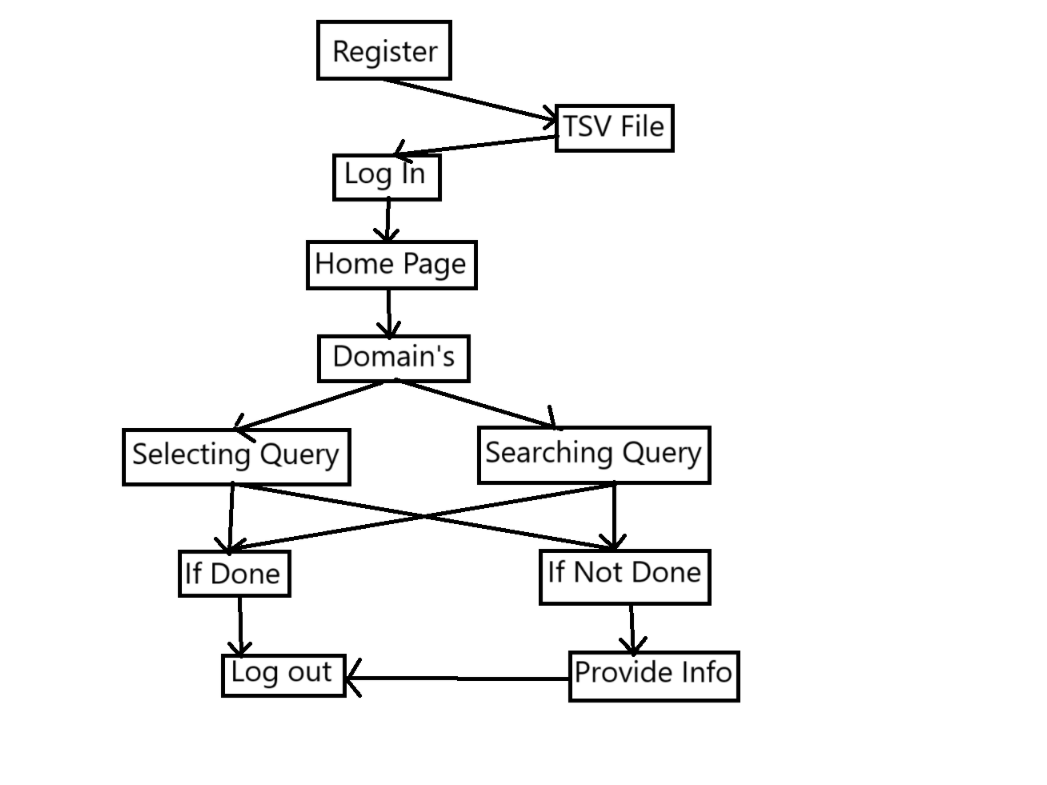 Register
TSV File
Log In
Home Page
Domain's
Selecting Query
Searching Query
If Done
If Not Done
Log out
Provide Info